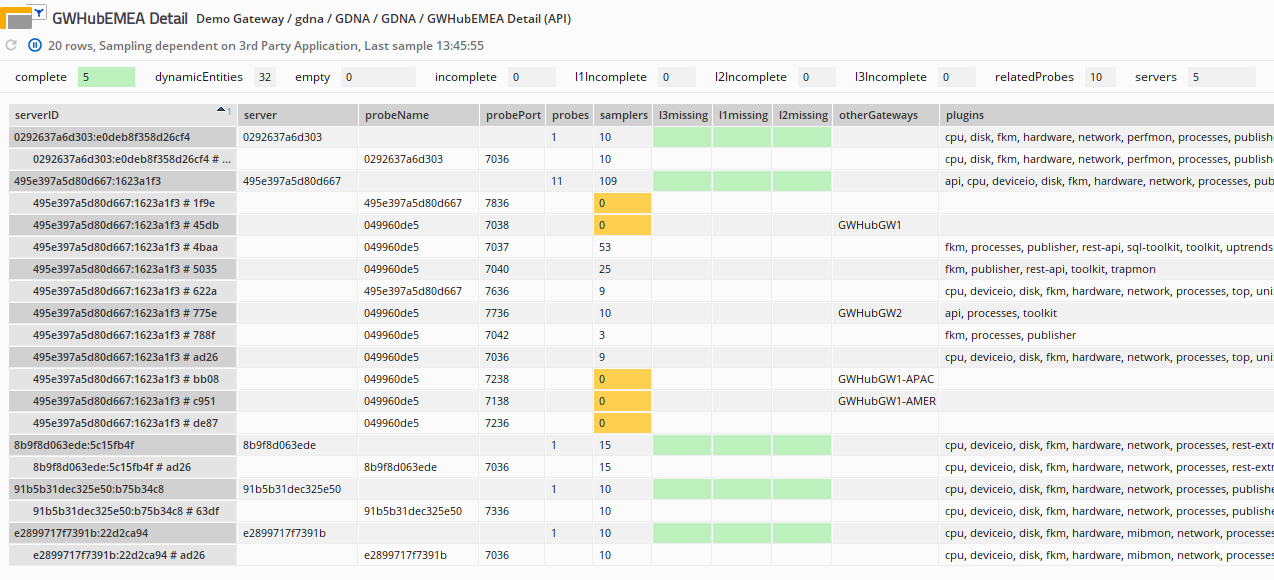 GWHubEMEA Detail Demo Gateway / gdna / GDNA / GDNA / GWHubEMEA Detail (API)
20 rows, Sampling dependent on 3rd Party Application, Last sample 13:45:55
complete 5 dynamicEntities 32 empty 0 incomplete 0 l1Incomplete 0 l2Incomplete 0 l3Incomplete 0 relatedProbes 10 servers 5
serverID 1 server probeName probePort probes samplers l3missing l1missing l2missing otherGateways plugins
0292637a6d303:e0deb8f358d26cf4 0292637a6d303 1 10 cpu, disk, fkm, hardware, network, perfmon, processes, publishe
0292637a6d303:e0deb8f358d26cf4 # ... 0292637a6d303 7036 10 cpu, disk, fkm, hardware, network, perfmon, processes, publishe
495e397a5d80d667:1623a1f3 495e397a5d80d667 11 109 api, cpu, deviceio, disk, fkm, hardware, network, processes, pub
495e397a5d80d667:1623a1f3 # 1f9e 495e397a5d80d667 7836 0
495e397a5d80d667:1623a1f3 # 45db 049960de5 7038 0 GWHubGW1
495e397a5d80d667:1623a1f3 # 4baa 049960de5 7037 53 fkm, processes, publisher, rest-api, sql-toolkit, toolkit, uptrends
495e397a5d80d667:1623a1f3 # 5035 049960de5 7040 25 fkm, publisher, rest-api, toolkit, trapmon
495e397a5d80d667:1623a1f3 # 622a 495e397a5d80d667 7636 9 cpu, deviceio, disk, fkm, hardware, network, processes, top, uni
495e397a5d80d667:1623a1f3 # 775e 049960de5 7736 10 GWHubGW2 api, processes, toolkit
495e397a5d80d667:1623a1f3 # 788f 049960de5 7042 3 fkm, processes, publisher
495e397a5d80d667:1623a1f3 # ad26 049960de5 7036 9 cpu, deviceio, disk, fkm, hardware, network, processes, top, uni
495e397a5d80d667:1623a1f3 # bb08 049960de5 7238 0 GWHubGW1-APAC
495e397a5d80d667:1623a1f3 # c951 049960de5 7138 0 GWHubGW1-AMER
495e397a5d80d667:1623a1f3 # de87 049960de5 7236 0
8b9f8d063ede:5c15fb4f 8b9f8d063ede 1 15 cpu, deviceio, disk, fkm, hardware, network, processes, rest-extr
8b9f8d063ede:5c15fb4f # ad26 8b9f8d063ede 7036 15 cpu, deviceio, disk, fkm, hardware, network, processes, rest-extr
91b5b31dec325e50:b75b34c8 91b5b31dec325e50 1 10 cpu, deviceio, disk, fkm, hardware, network, processes, publishe
91b5b31dec325e50:b75b34c8 # 63df 91b5b31dec325e50 7336 10 cpu, deviceio, disk, fkm, hardware, network, processes, publishe
e2899717f7391b:22d2ca94 e2899717f7391b 1 10 cpu, deviceio, disk, fkm, hardware, mibmon, network, processes
e2899717f7391b:22d2ca94 # ad26 e2899717f7391b 7036 10 cpu, deviceio, disk, fkm, hardware, mibmon, network, processes